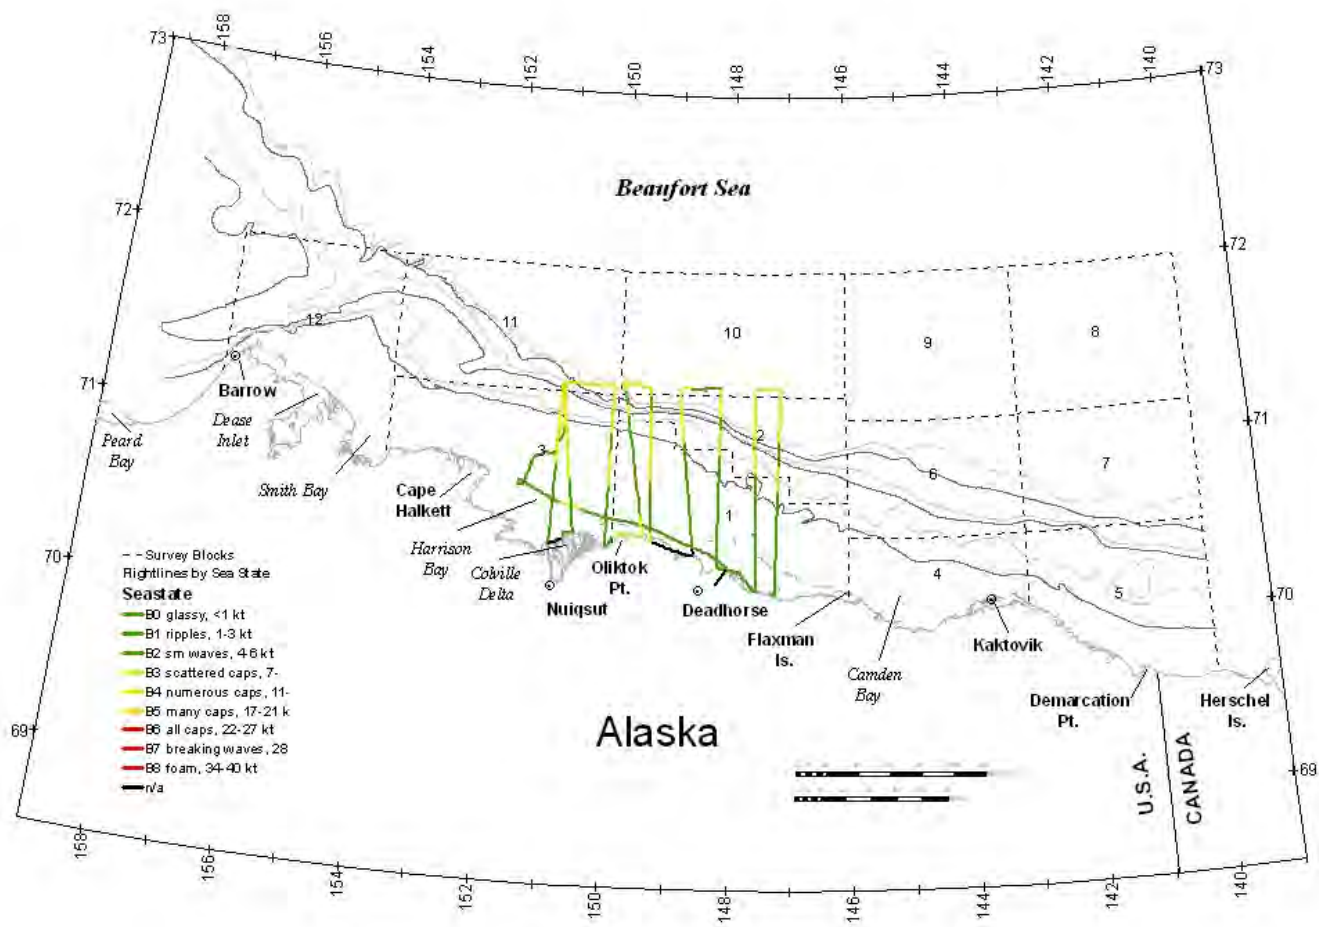 158
156
154
152
150
148
146
144
142
140
73
73
Beaufort Sea
72
72
11
10
9
8
12
71
71
Barrow
Dease
Inlet
Peard
Bay
Smith Bay
Cape
Halkett
3
2
6
7
1
Harrison
Bay
Colville
Delta
Oliktok
Pt.
Nuiqsut
Deadhorse
4
5
70
70
Flaxman
Is.
Kaktovik
Camden
Bay
Demarcation
Pt.
Herschel
Is.
Survey Blocks
Flightlines by Sea State
Seastate
B0 glassy, <1 kt
B1 ripples, 1-3 kt
B2 sm waves, 4-6 kt
B3 scattered caps, 7-
B4 numerous caps, 11-
B5 many caps, 17-21 k
B6 all caps, 22-27 kt
B7 breaking waves, 28
B8 foam, 34-40 kt
n/a
Alaska
U.S.A.
CANADA
69
69
158
156
154
152
150
148
146
144
142
140